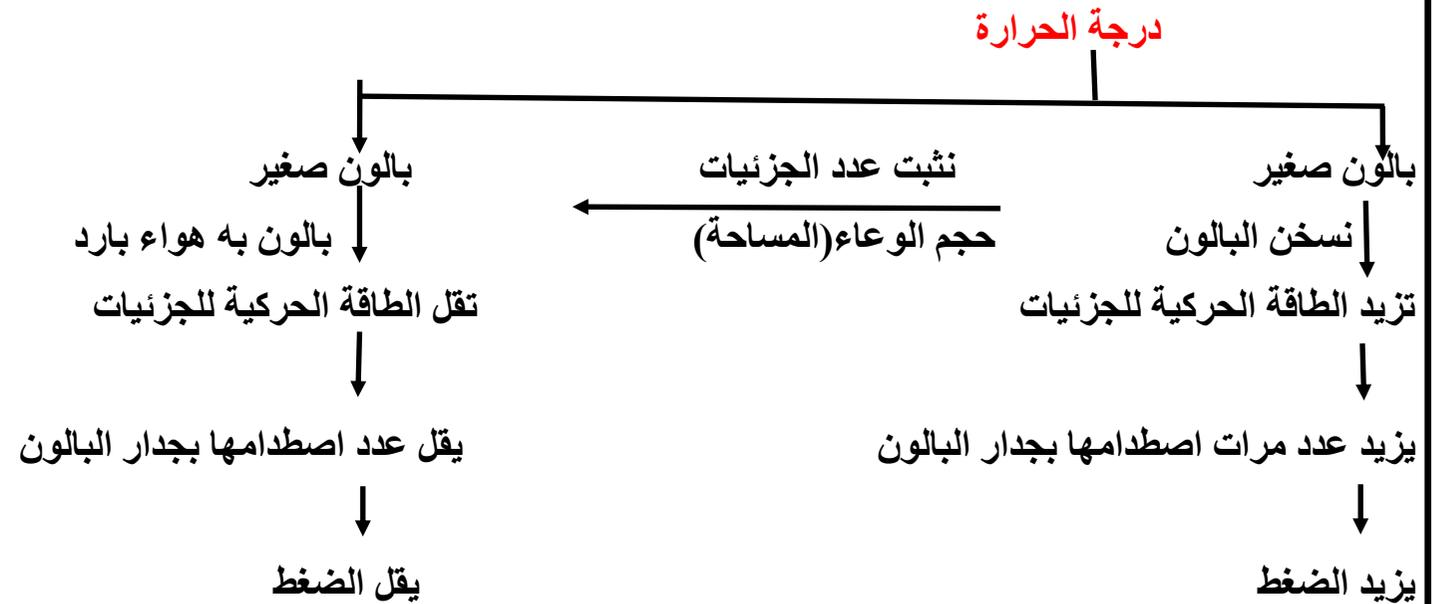 درجة الحرارة
بالون صغير
نثبت عدد الجزئيات
بالون صغير
نسخن البالون
حجم الوعاء(المساحة)
بالون به هواء بارد
تزيد الطاقة الحركية للجزئيات
تقل الطاقة الحركية للجزئيات
يزيد عدد مرات اصطدامها بجدار البالون
يقل عدد اصطدامها بجدار البالون
يزيد الضغط
يقل الضغط